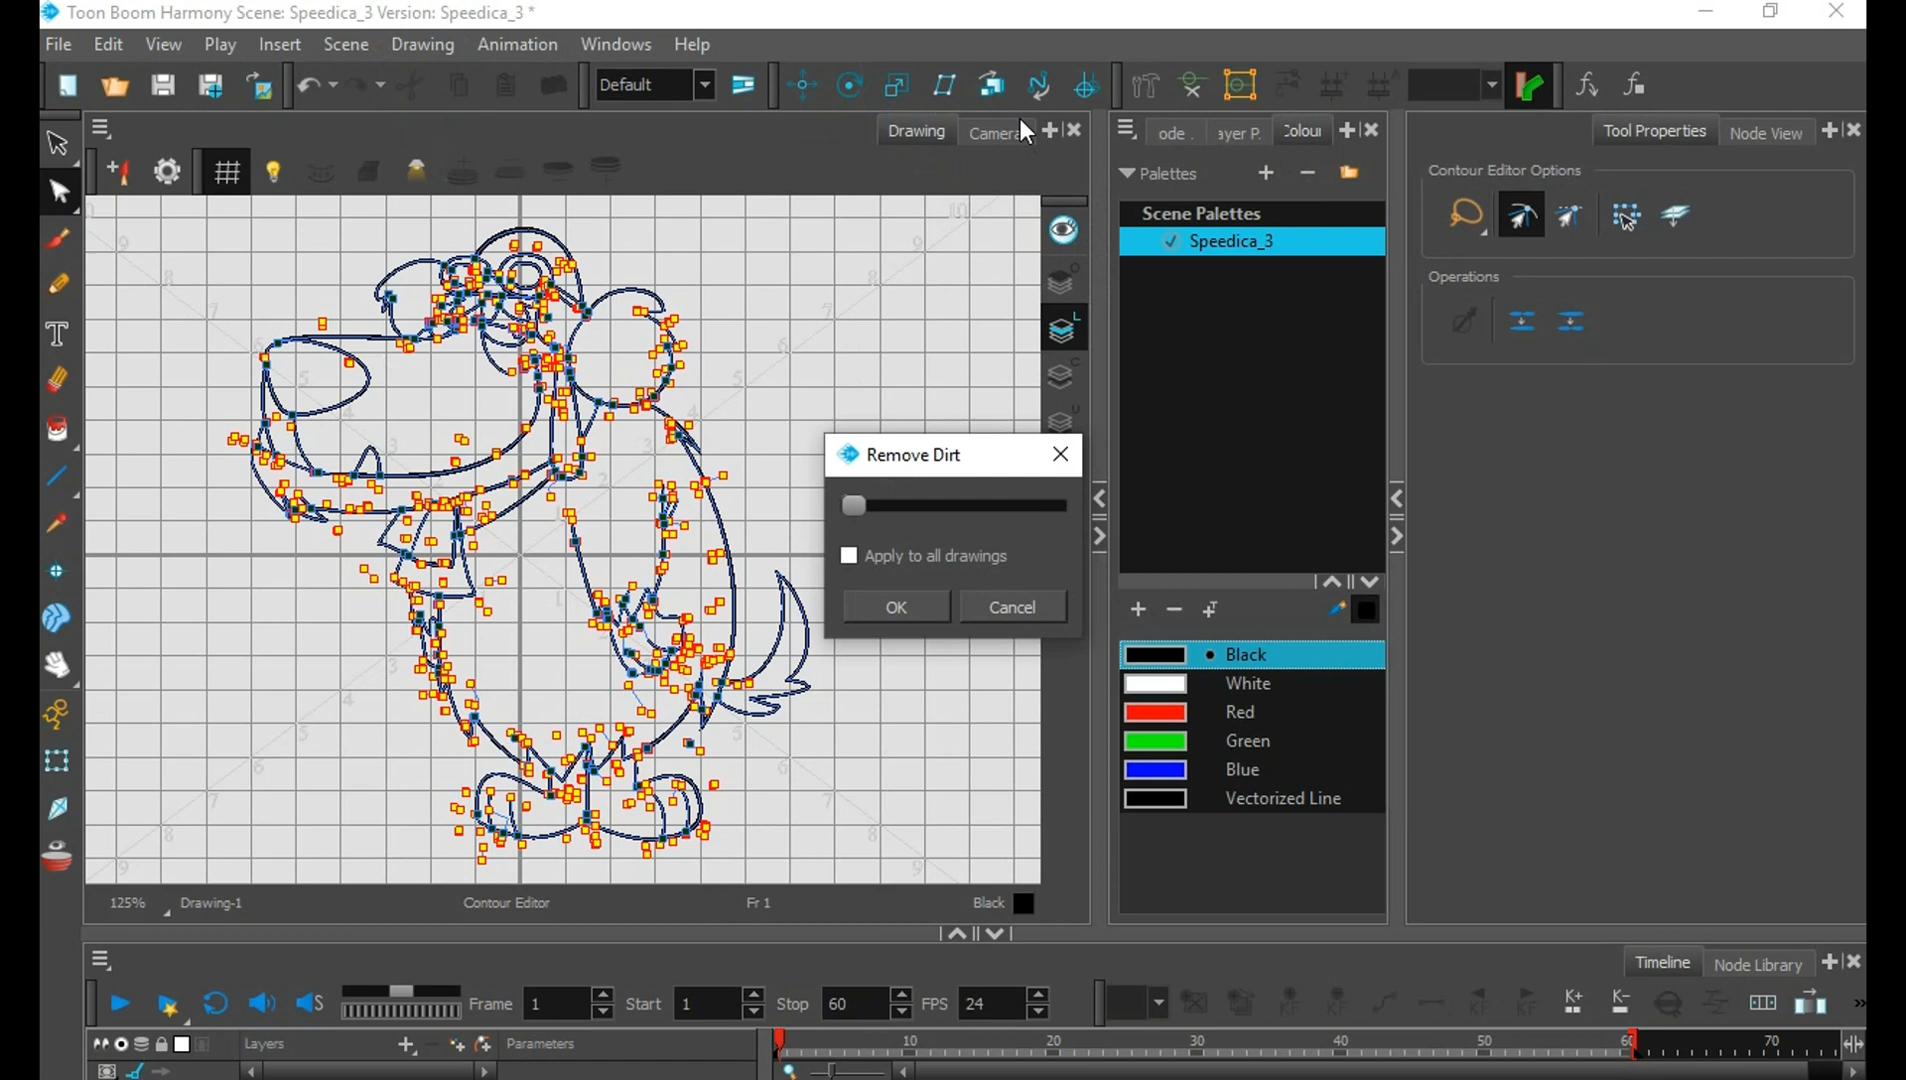 Toon Boom Harmony Scene: Speedica_3 Version: Speedica_3 *
File Edit View Play Insert Scene Drawing Animation Windows Help
Default
Drawing Camera
ode . ayer P. Colour
Tool Properties Node View
Palettes
Contour Editor Options
Scene Palettes
Speedica_3
Operations
Remove Dirt
Apply to all drawings
OK Cancel
Black
White
Red
Green
Blue
Vectorized Line
125% Drawing-1 Contour Editor Fr 1 Black
Timeline Node Library
Frame 1 Start 1 Stop 60 FPS 24
Layers Parameters
10 20 30 40 50 60 70